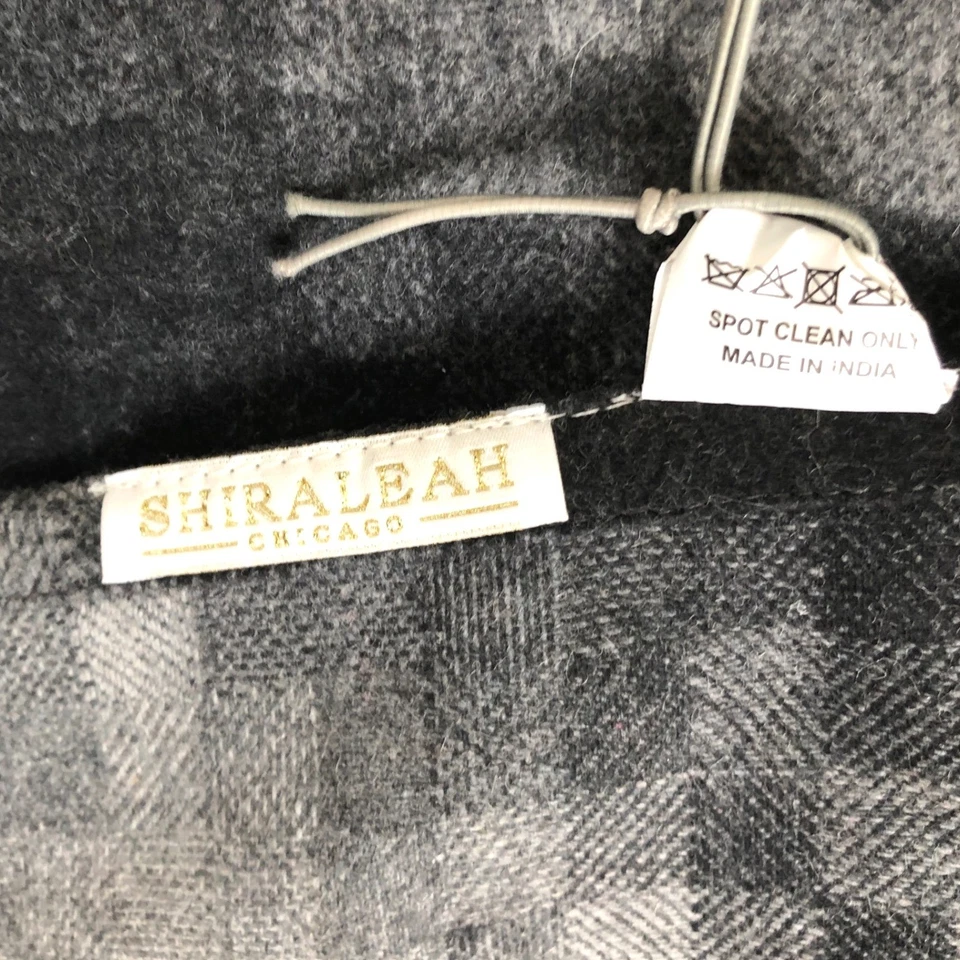 SPOT CLEAN ONLY
MADE IN INDIA
SHIRALEAH
CHICAGO